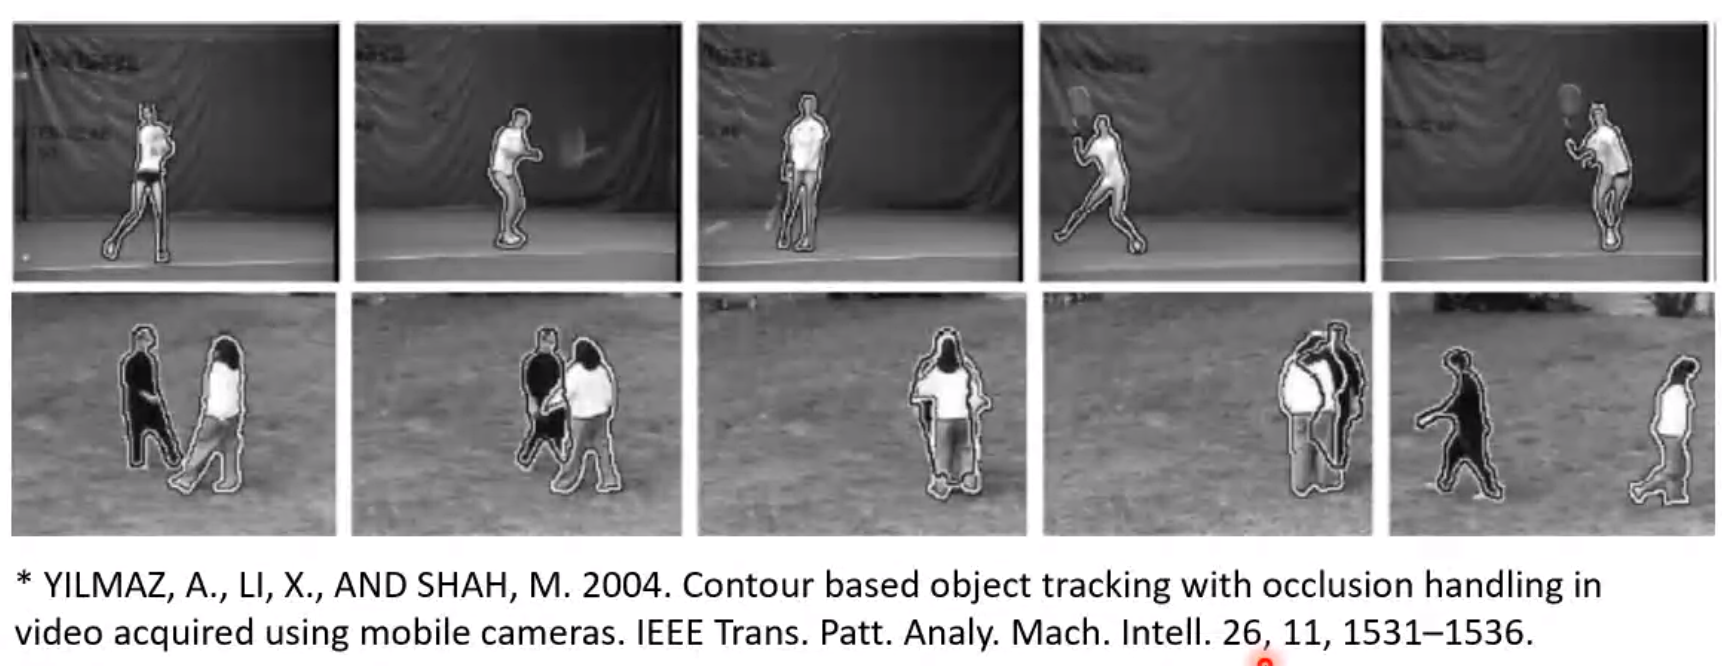 * YILMAZ, A., LI, X., AND SHAH, M. 2004. Contour based object tracking with occlusion handling in
video acquired using mobile cameras. IEEE Trans. Patt. Analy. Mach. Intell. 26, 11, 1531–1536.